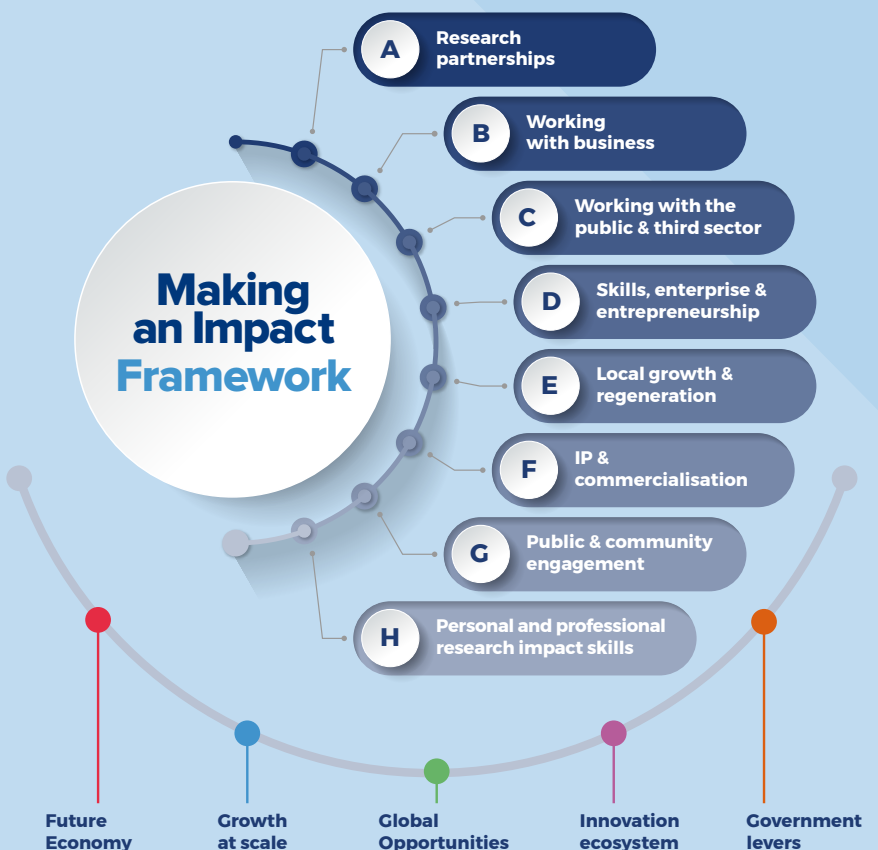 Making
an Impact
Framework
A
Research
partnerships
B
Working
with business
C
Working with the
public & third sector
D
Skills, enterprise &
entrepreneurship
E
Local growth &
regeneration
F
IP &
commercialisation
G
Public & community
engagement
H
Personal and professional
research impact skills
Future
Economy
Growth
at scale
Global
Opportunities
Innovation
ecosystem
Government
levers